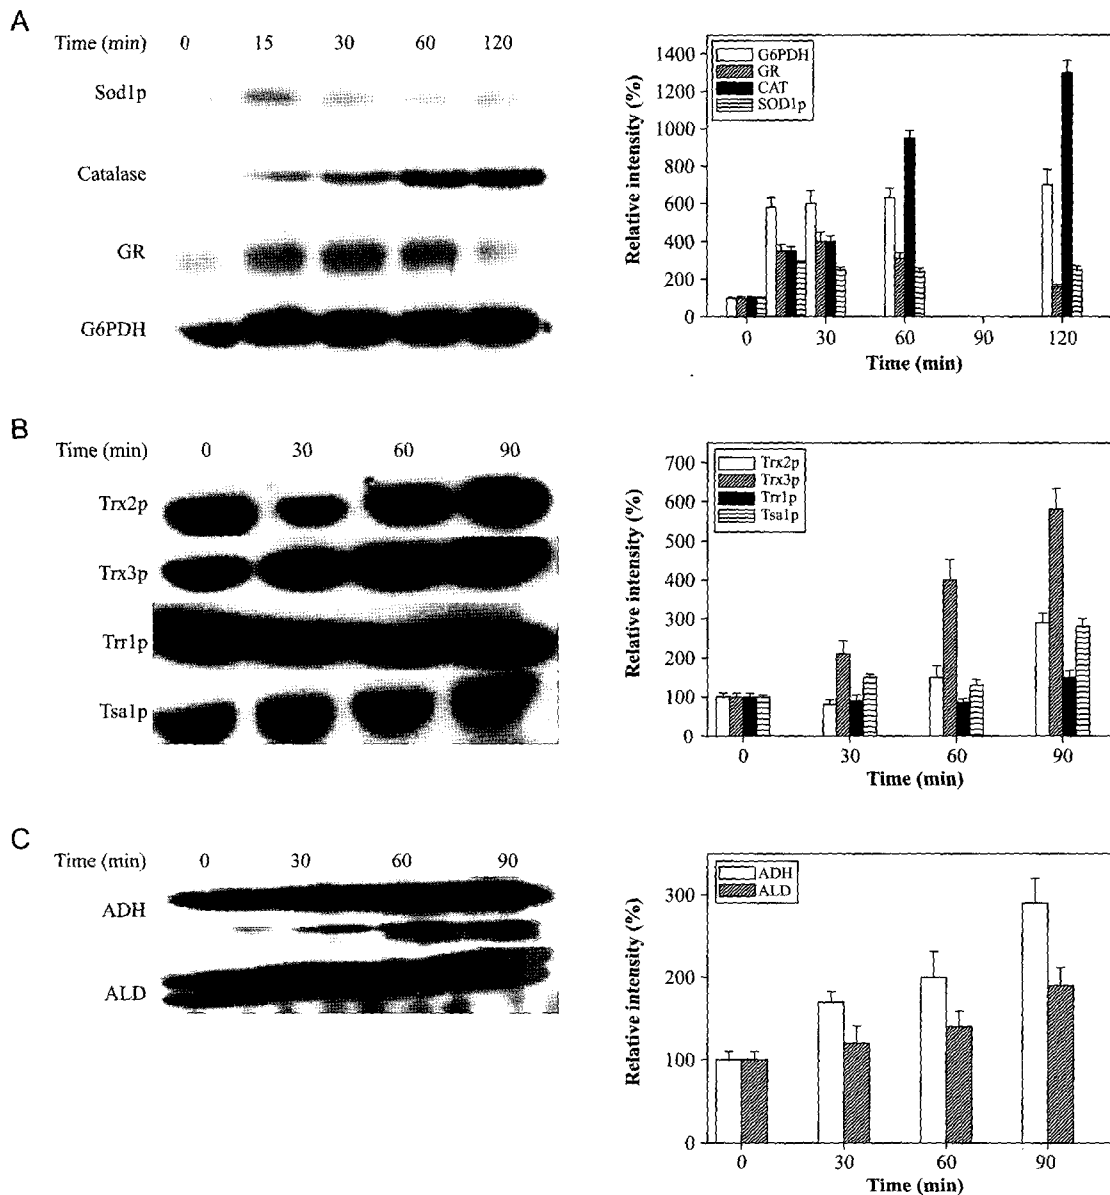 A
Time (min) 0 15 30 60 120
Sod1p
Catalase
GR
G6PDH
G6PDH
GR
CAT
SOD1p
Relative intensity (%)
1400
1200
1000
800
600
400
200
0
0 30 60 90 120
Time (min)
B
Time (min) 0 30 60 90
Trx2p
Trx3p
Trr1p
Tsa1p
Trx2p
Trx3p
Trr1p
Tsa1p
Relative intensity (%)
700
600
500
400
300
200
100
0
0 30 60 90
Time (min)
C
Time (min) 0 30 60 90
ADH
ALD
ADH
ALD
Relative intensity (%)
300
200
100
0
0 30 60 90
Time (min)